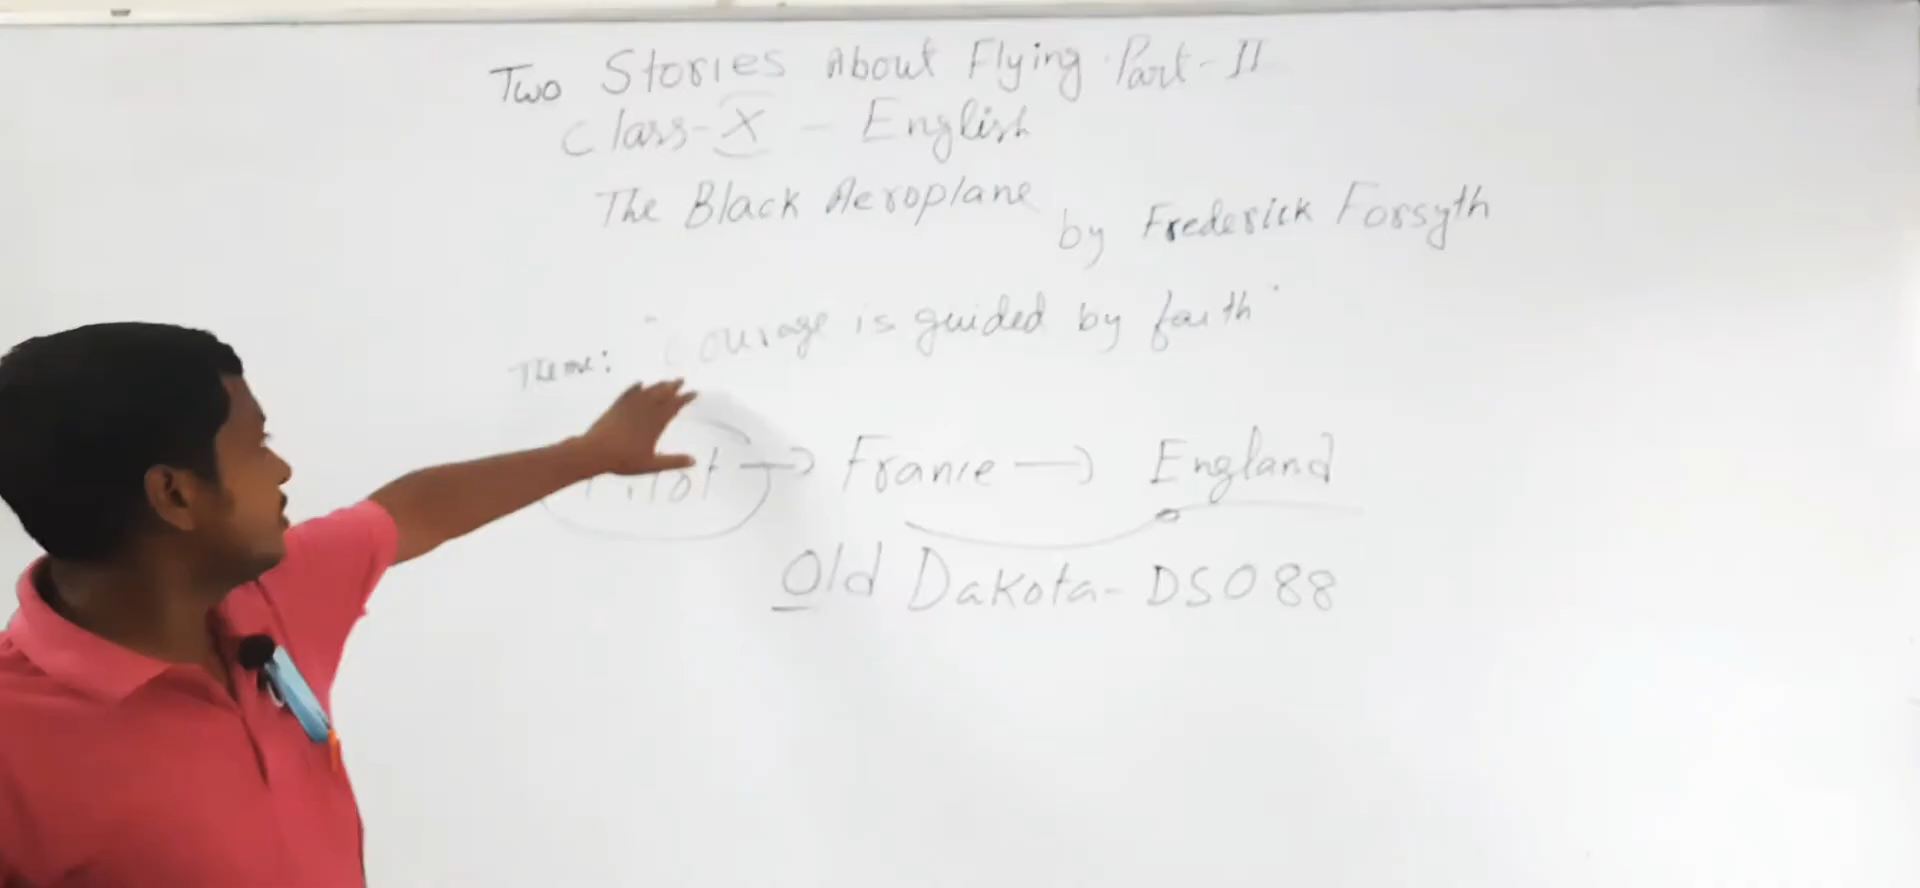 Two Stories About Flying Part-II
Class-X - English
The Black Aeroplane
by Frederick Forsyth
Theme: "courage is guided by faith"
Pilot → France → England
Old Dakota- DS088